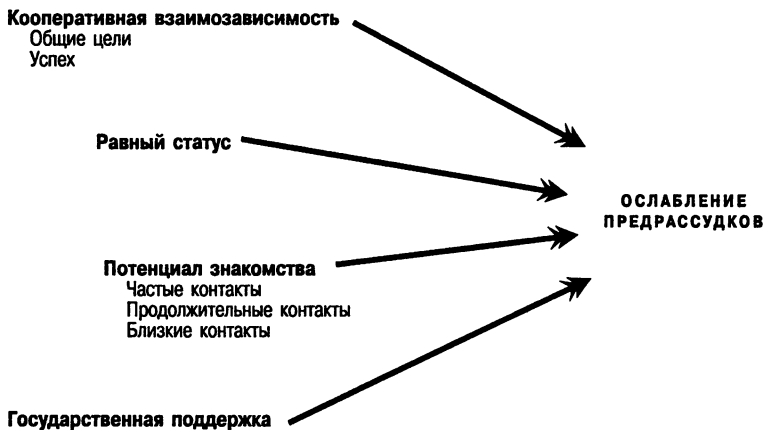 Кооперативная взаимозависимость
Общие цели
Успех
Равный статус
ОСЛАБЛЕНИЕ
ПРЕДРАССУДКОВ
Потенциал знакомства
Частые контакты
Продолжительные контакты
Близкие контакты
Государственная поддержка